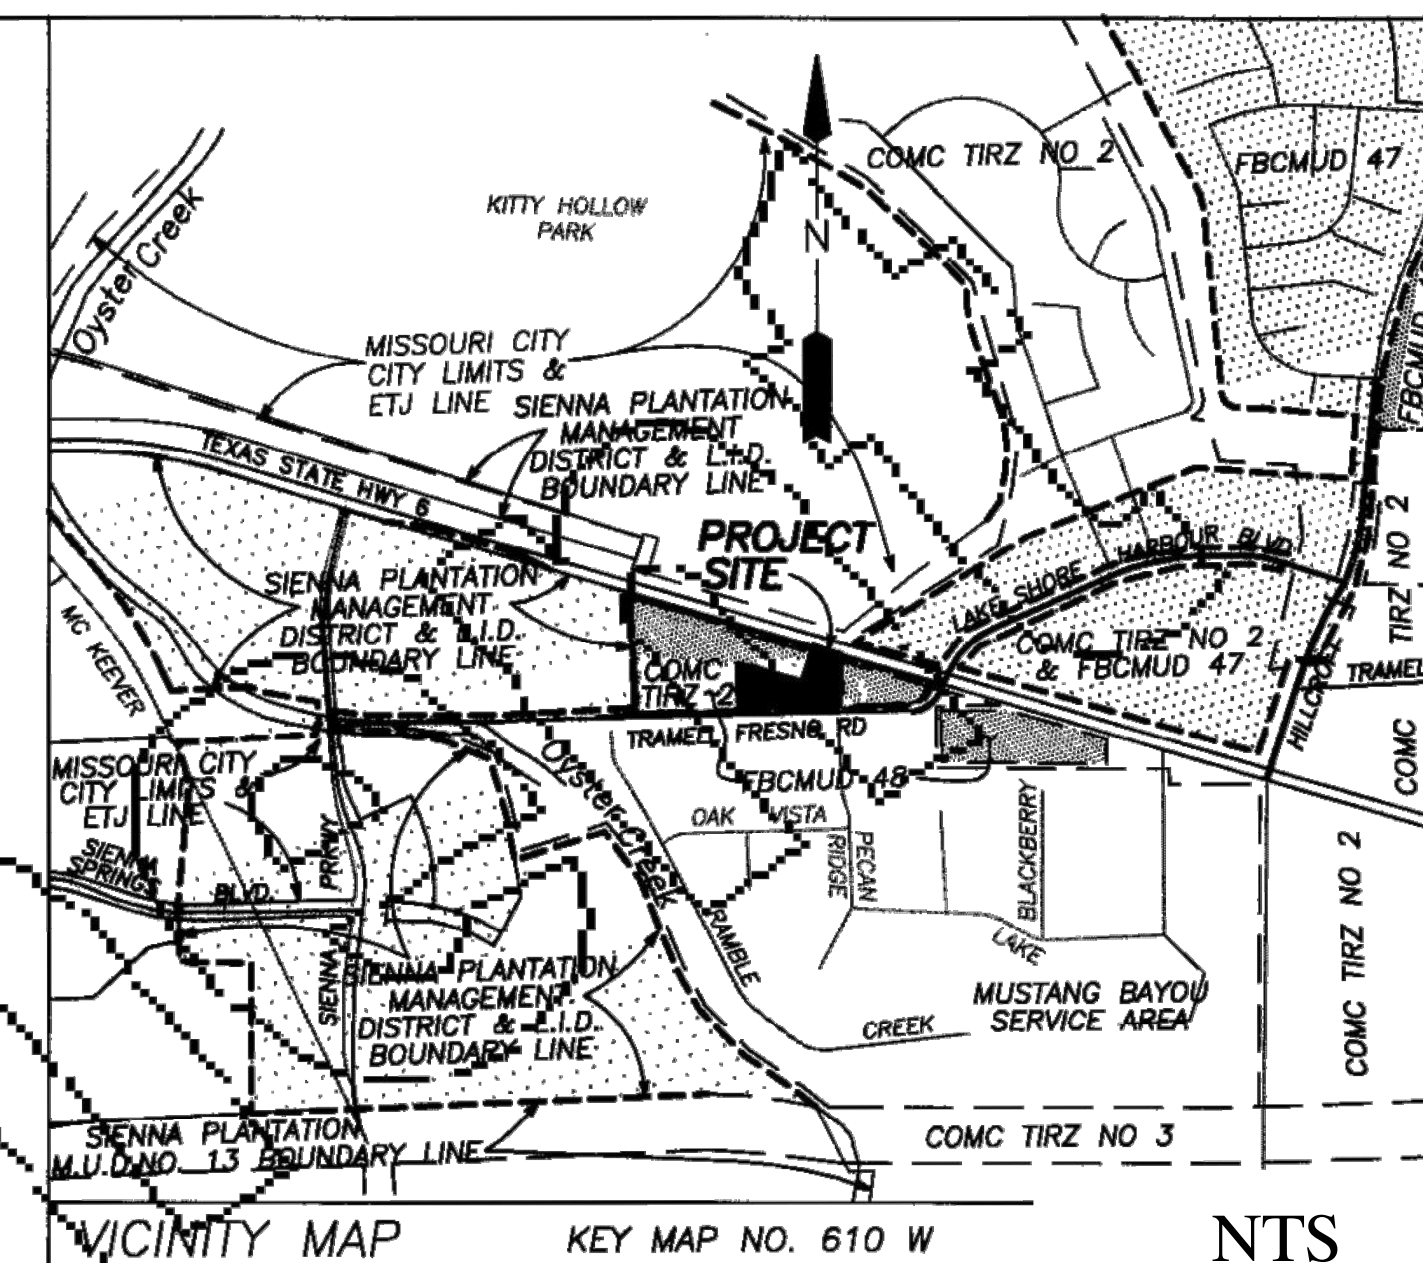 COMC TIRZ NO 2
FBCMUD 47
KITTY HOLLOW
PARK
N
Oyster Creek
FBCMUD
MISSOURI CITY
CITY LIMITS &
ETJ LINE
SIENNA PLANTATION
MANAGEMENT
DISTRICT & L.I.D.
BOUNDARY LINE
TEXAS STATE HWY 6
PROJECT
SITE
LAKE SHORE HARBOUR BLVD
COMC TIRZ NO 2
SIENNA PLANTATION
MANAGEMENT
DISTRICT & L.I.D.
BOUNDARY LINE
MC KEEVER
COMC
TIRZ 2
COMC TIRZ NO 2
& FBCMUD 47
HILLCROFT
TRAMEL
TRAMELL FRESNO RD
MISSOURI CITY
CITY LIMITS &
ETJ LINE
Oyster Creek
FBCMUD 48
OAK VISTA
PECAN
RIDGE
BLACKBERRY
LAKE
SIENNA
SPRINGS
BLVD.
SIENNA PRKWY
RAMBLE
CREEK
SIENNA PLANTATION
MANAGEMENT
DISTRICT & L.I.D.
BOUNDARY LINE
MUSTANG BAYOU
SERVICE AREA
COMC TIRZ NO 2
SIENNA PLANTATION
M.U.D.NO. 13 BOUNDARY LINE
COMC TIRZ NO 3
VICINITY MAP
KEY MAP NO. 610 W
NTS